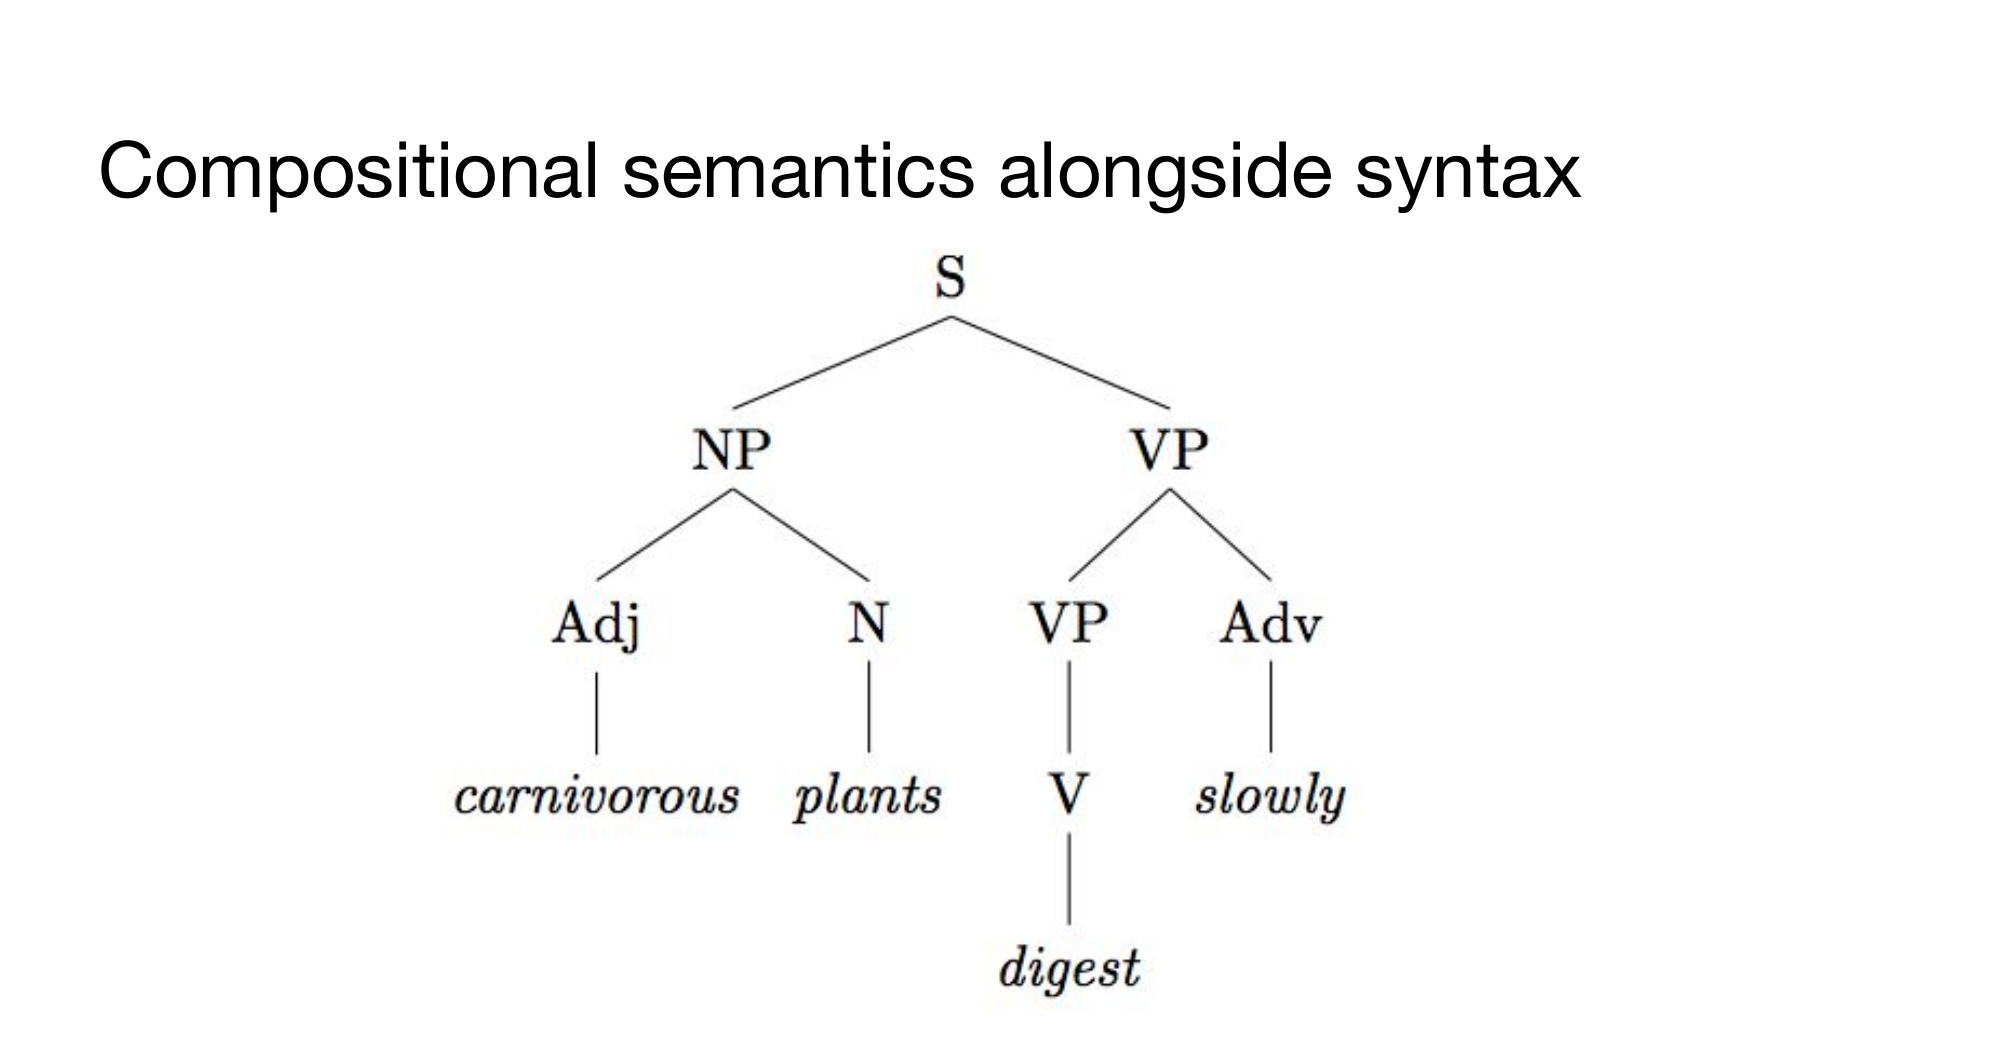 Compositional semantics alongside syntax
S
NP VP
Adj N VP Adv
carnivorous plants V slowly
digest